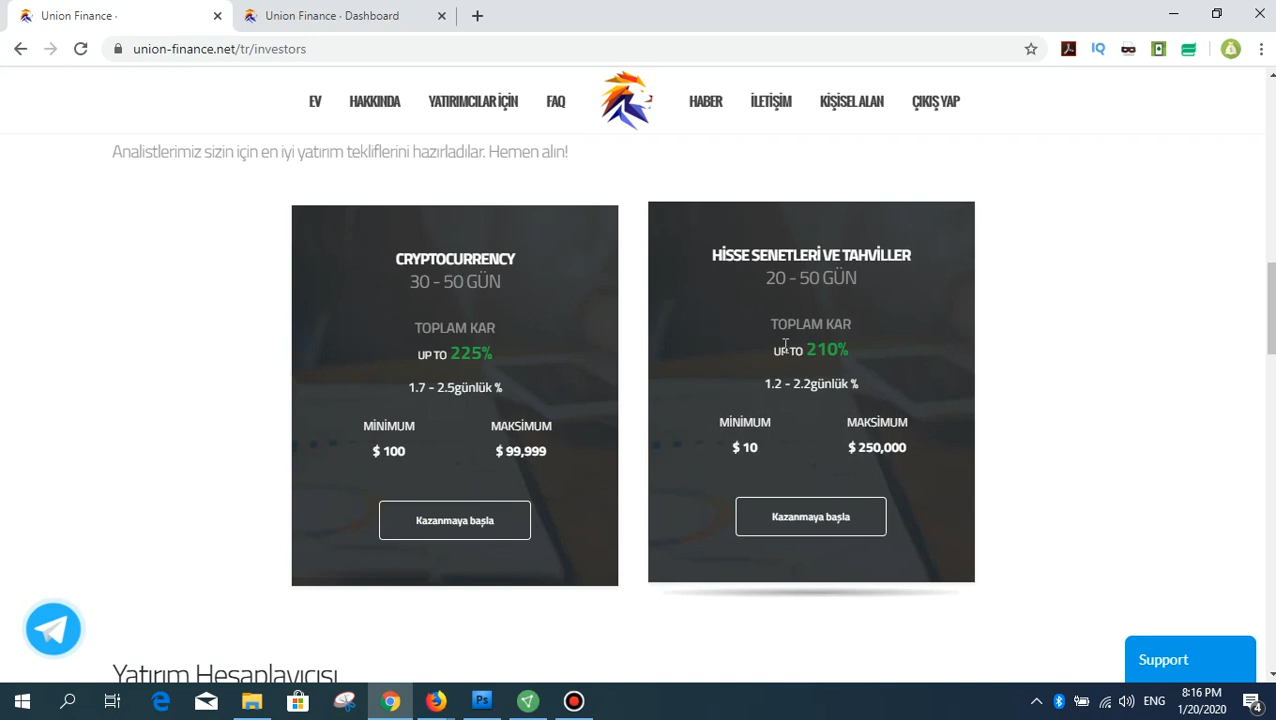 Union Finance -
Union Finance - Dashboard
union-finance.net/tr/investors
IQ
EV
HAKKINDA
YATIRIMCILAR İÇİN
FAQ
HABER
İLETİŞİM
KİŞİSEL ALAN
ÇIKIŞ YAP
Analistlerimiz sizin için en iyi yatırım tekliflerini hazırladılar. Hemen alın!
CRYPTOCURRENCY
30 - 50 GÜN
TOPLAM KAR
UP TO 225%
1.7 - 2.5günlük %
MİNİMUM
MAKSİMUM
$ 100
$ 99,999
Kazanmaya başla
HİSSE SENETLERİ VE TAHVİLLER
20 - 50 GÜN
TOPLAM KAR
UP TO 210%
1.2 - 2.2günlük %
MİNİMUM
MAKSİMUM
$ 10
$ 250,000
Kazanmaya başla
Yatırım Hesaplayıcısı
Support
Ps
ENG
8:16 PM
1/20/2020
4